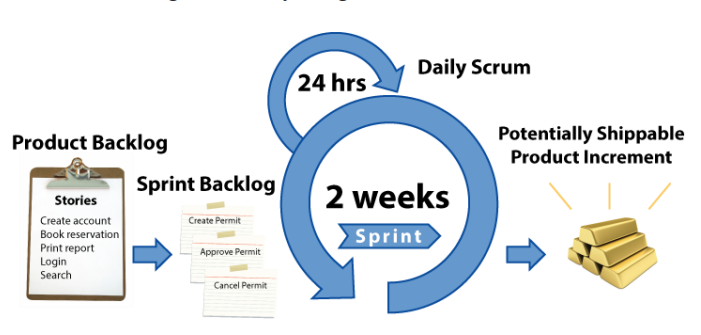 24 hrs
Daily Scrum
Product Backlog
Stories
Create account
Book reservation
Print report
Login
Search
Sprint Backlog
Create Permit
Approve Permit
Cancel Permit
2 weeks
Sprint
Potentially Shippable
Product Increment